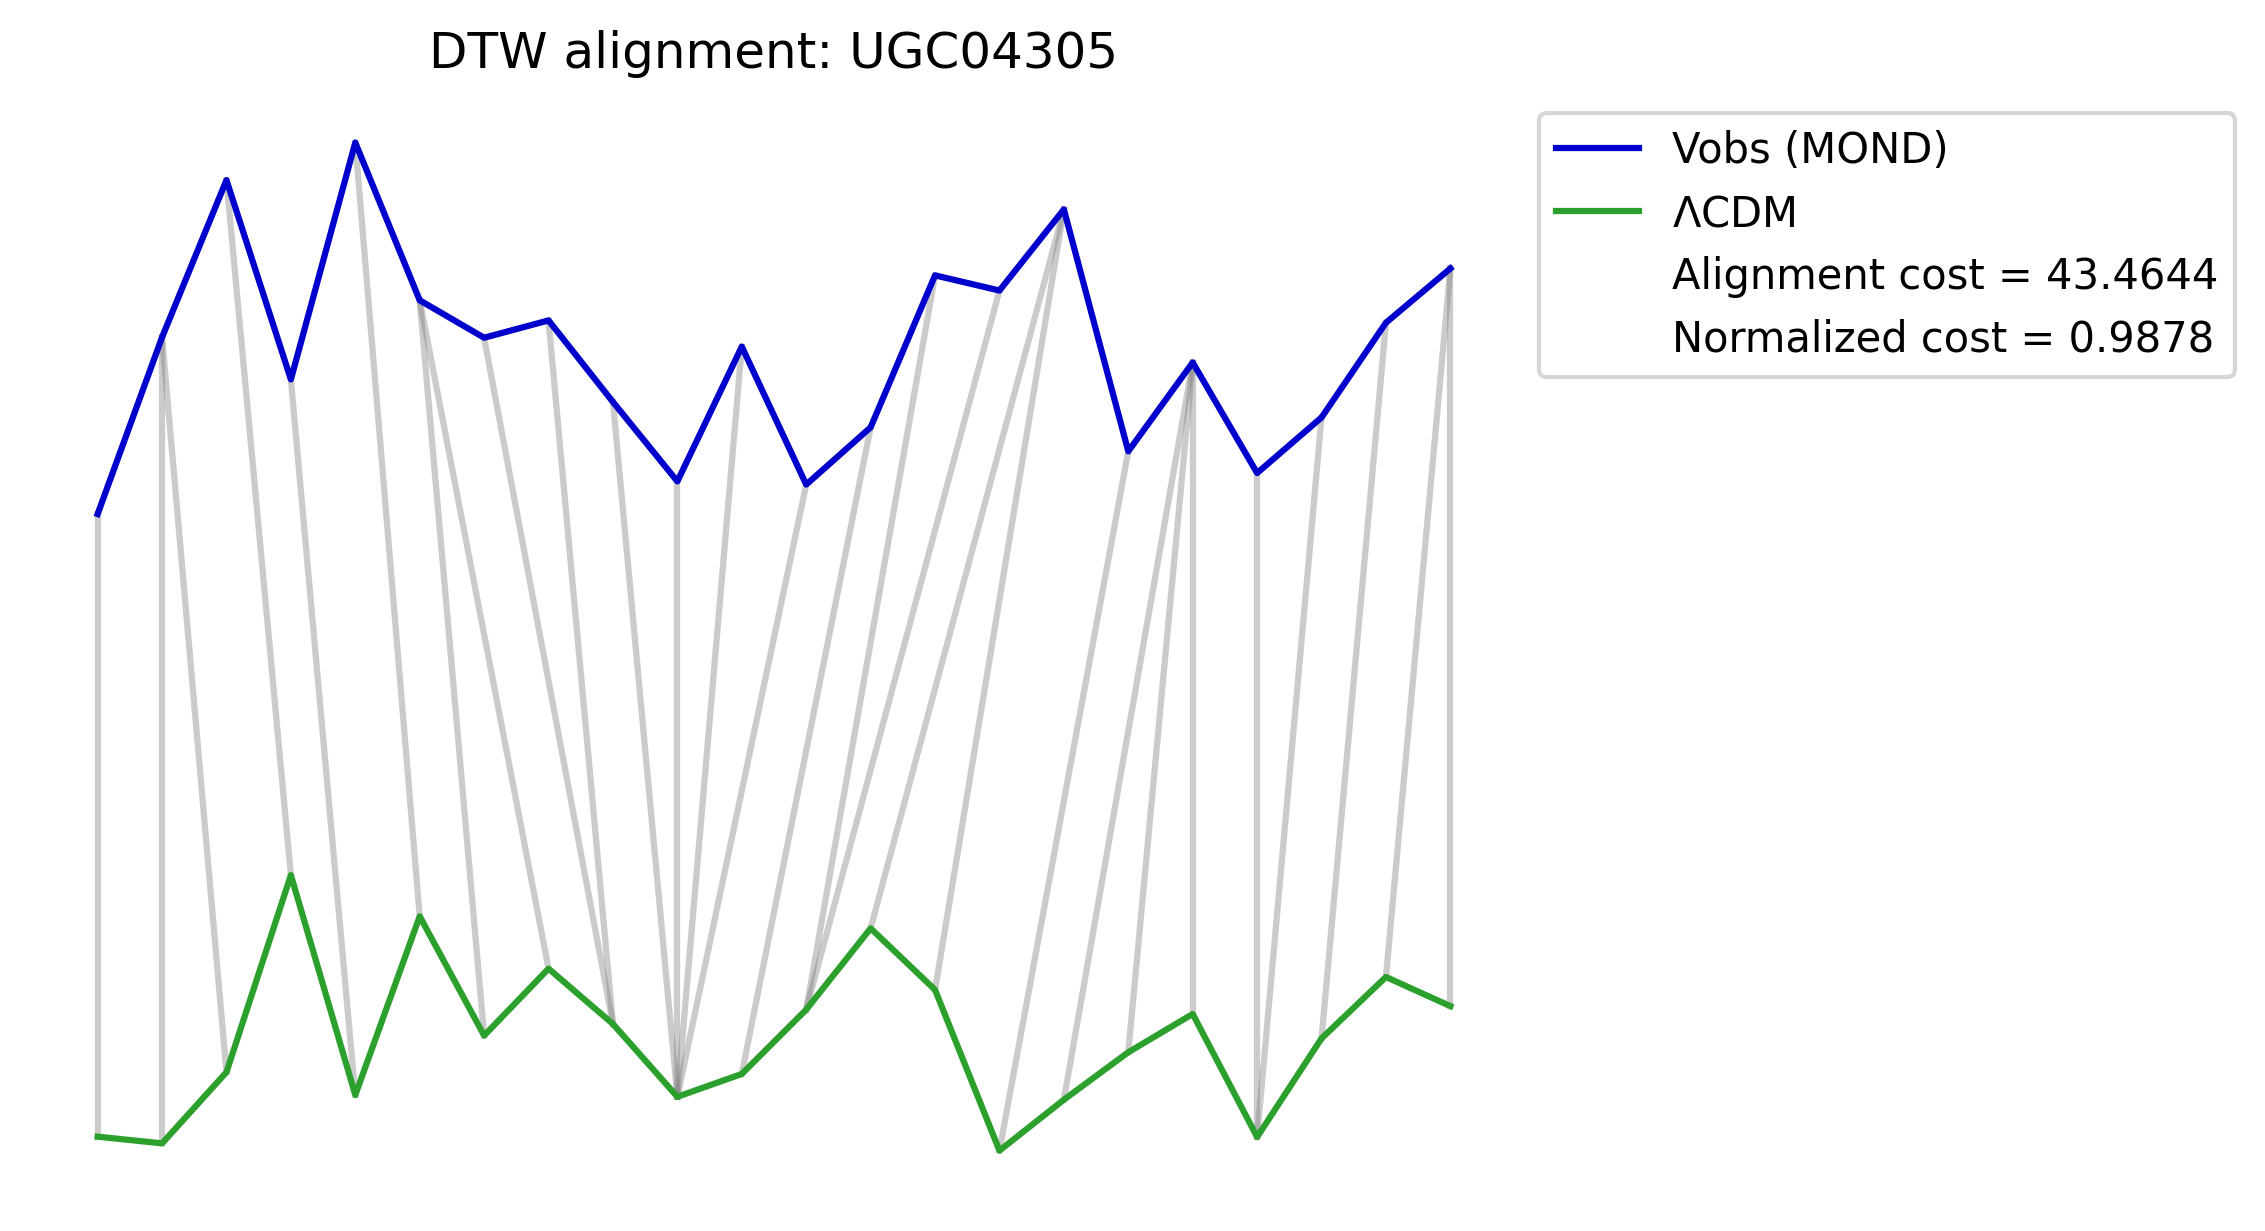 DTW alignment: UGC04305
Vobs (MOND)
ΛCDM
Alignment cost = 43.4644
Normalized cost = 0.9878